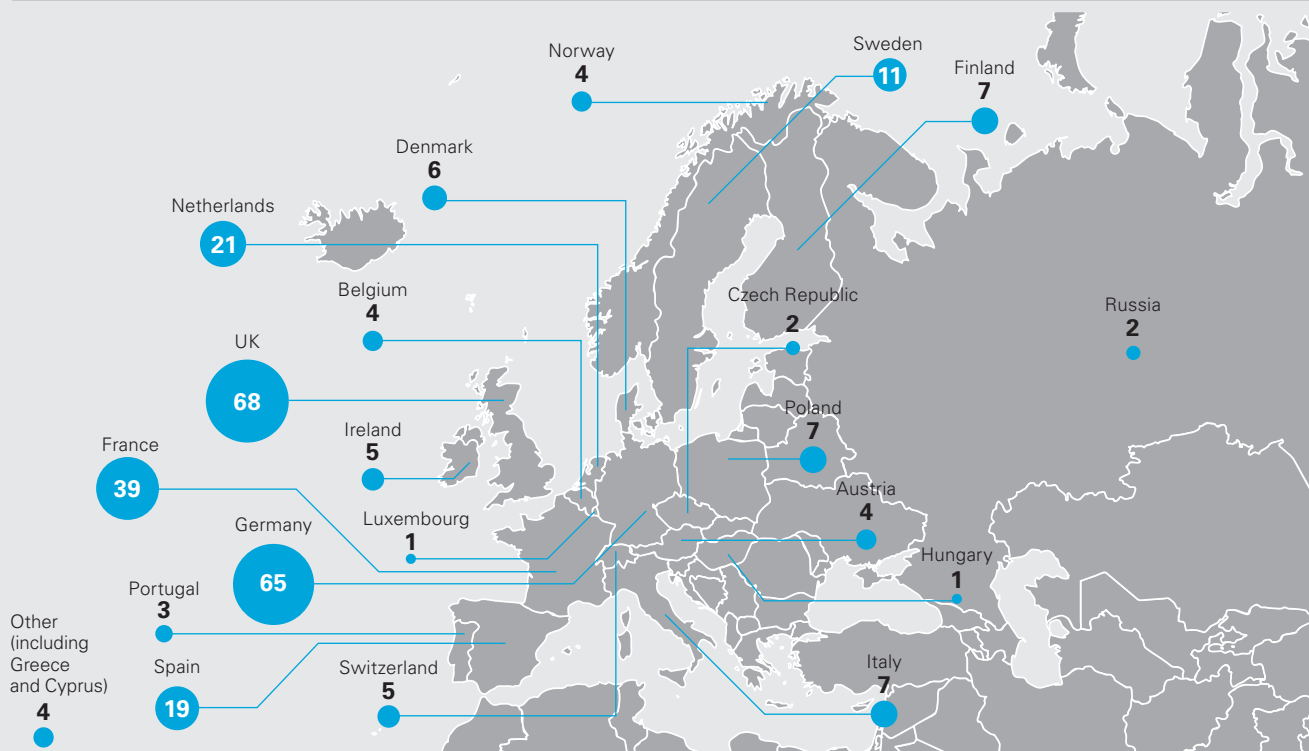 Norway
4
Sweden
11
Finland
7
Denmark
6
Netherlands
21
Belgium
4
Czech Republic
2
Russia
2
UK
68
Ireland
5
Poland
7
France
39
Luxembourg
1
Austria
4
Germany
65
Hungary
1
Portugal
3
Other
(including
Greece
and Cyprus)
4
Spain
19
Switzerland
5
Italy
7